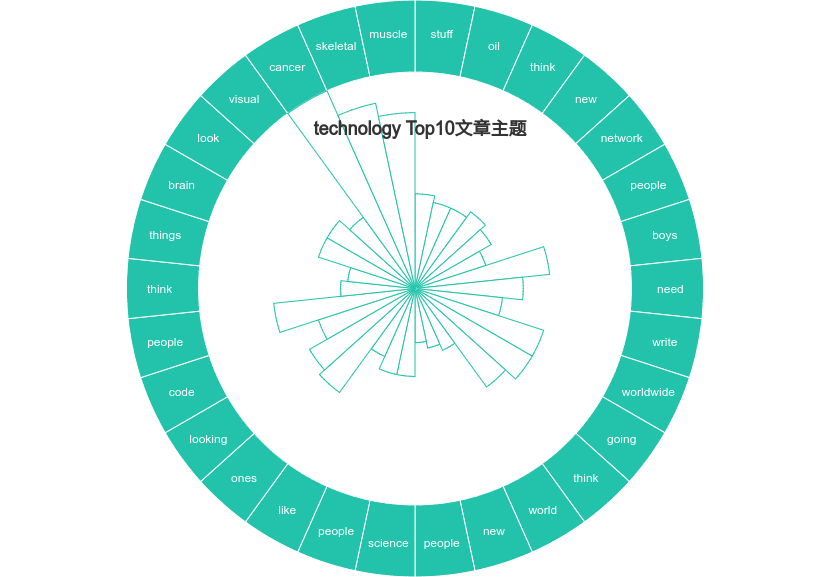 technology Top10文章主题
stuff
oil
think
new
network
people
boys
need
write
worldwide
going
think
world
new
people
science
people
like
ones
looking
code
people
think
things
brain
look
visual
cancer
skeletal
muscle